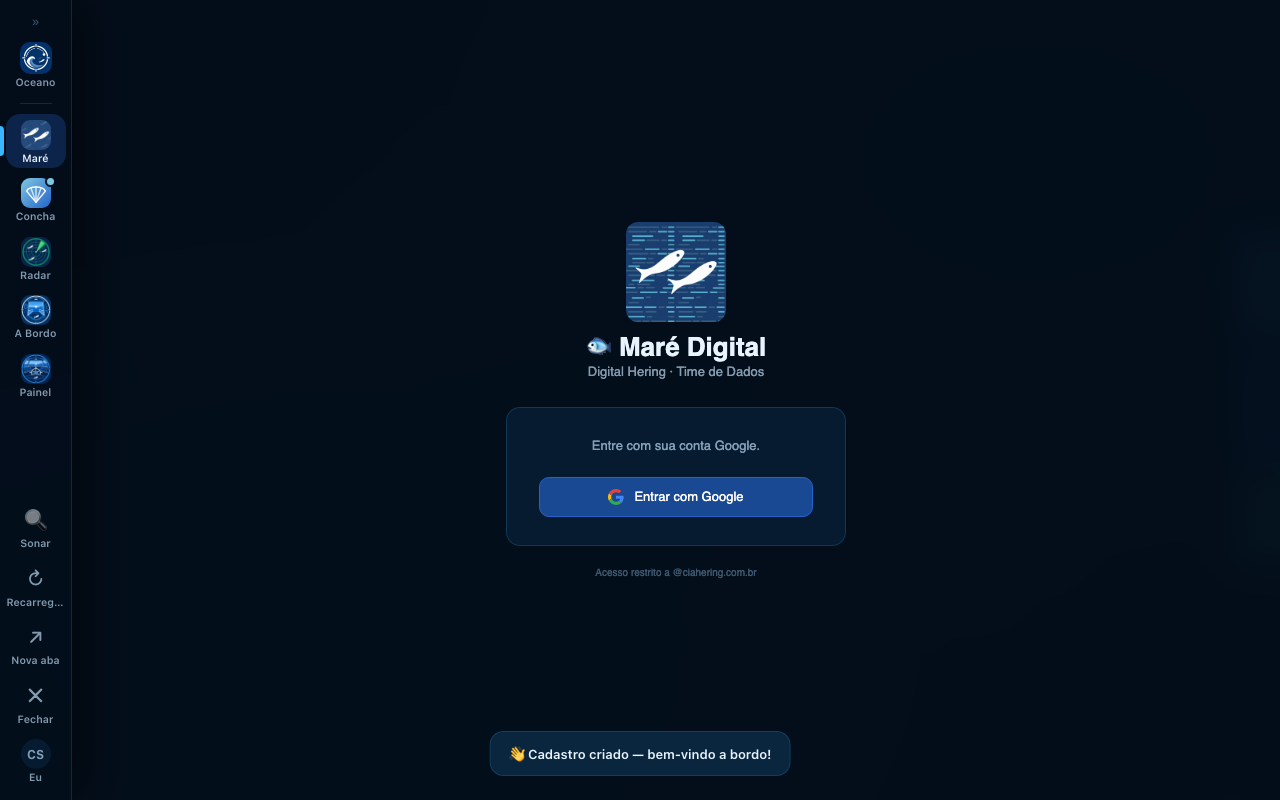 »
Oceano
Maré
Concha
Radar
A Bordo
Painel
Sonar
Recarreg...
Nova aba
Fechar
CS
Eu
🐟 Maré Digital
Digital Hering · Time de Dados
Entre com sua conta Google.
Entrar com Google
Acesso restrito a @ciahering.com.br
👋 Cadastro criado — bem-vindo a bordo!